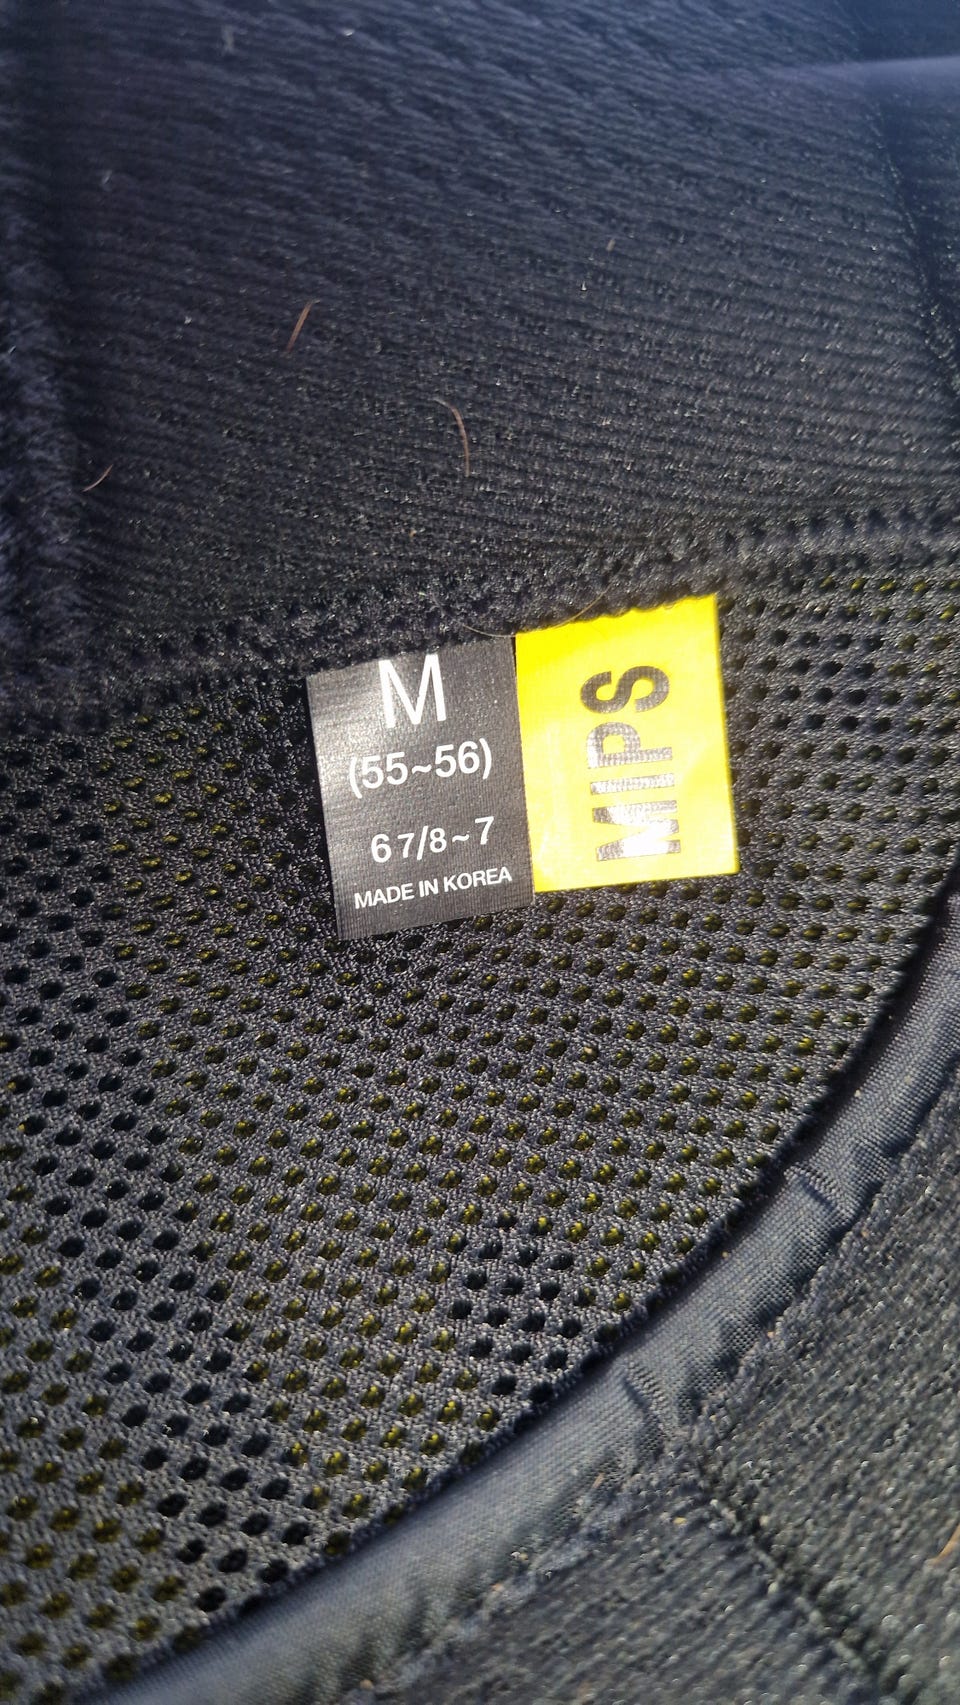 M
(55~56)
6 7/8~7
MADE IN KOREA
MIPS